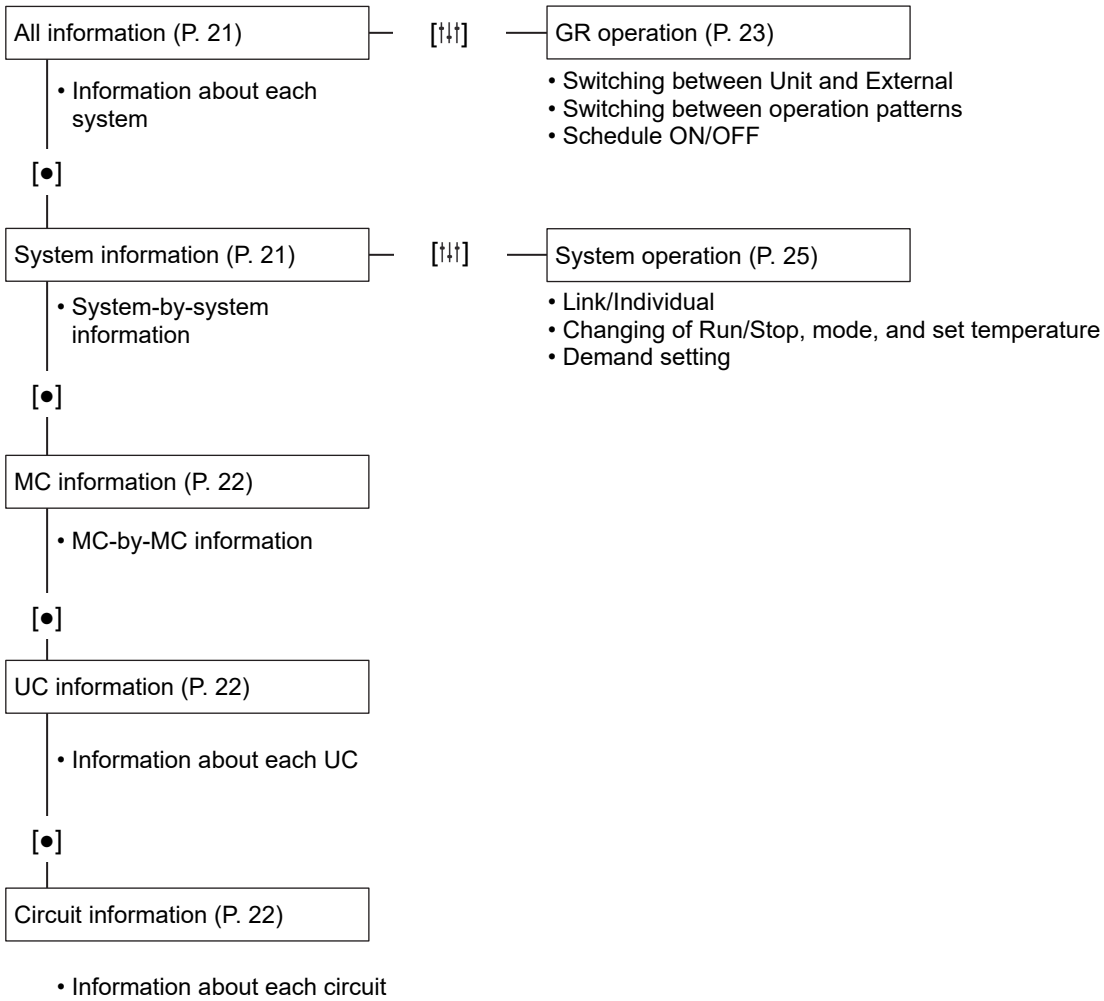 All information (P. 21)
[ ]
GR operation (P. 23)
• Information about each
system
• Switching between Unit and External
• Switching between operation patterns
• Schedule ON/OFF
[●]
System information (P. 21)
[ ]
System operation (P. 25)
• System-by-system
information
• Link/Individual
• Changing of Run/Stop, mode, and set temperature
• Demand setting
[●]
MC information (P. 22)
• MC-by-MC information
[●]
UC information (P. 22)
• Information about each UC
[●]
Circuit information (P. 22)
• Information about each circuit